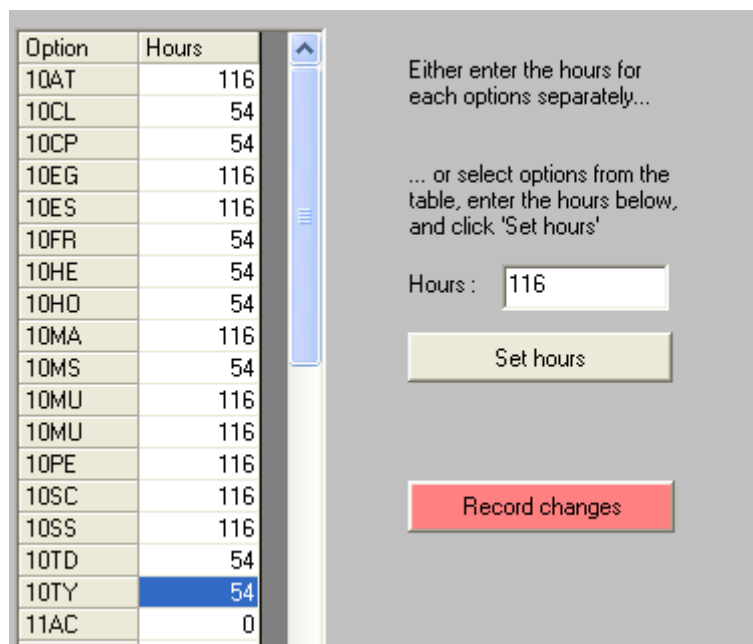 Option Hours
10AT 116
10CL 54
10CP 54
10EG 116
10ES 116
10FR 54
10HE 54
10HO 54
10MA 116
10MS 54
10MU 116
10MU 116
10PE 116
10SC 116
10SS 116
10TD 54
10TY 54
11AC 0
Either enter the hours for
each options separately...
... or select options from the
table, enter the hours below,
and click 'Set hours'
Hours : 116
Set hours
Record changes